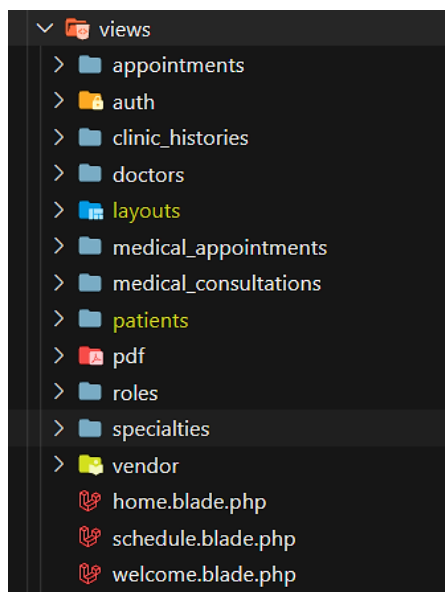 views
appointments
auth
clinic_histories
doctors
layouts
medical_appointments
medical_consultations
patients
pdf
roles
specialties
vendor
home.blade.php
schedule.blade.php
welcome.blade.php